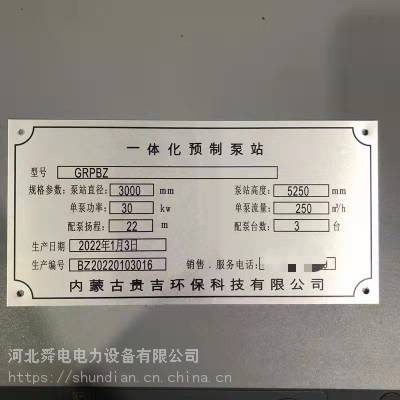 一体化预制泵站
型号 GRPBZ
规格参数: 泵站直径: 3000 mm 泵站高度: 5250 mm
单泵功率: 30 kw 单泵流量: 250 m³/h
配泵扬程: 22 m 配泵台数: 3 台
生产日期 2022年1月3日
生产编号 BZ20220103016 销售、服务电话:
内蒙古贵吉环保科技有限公司
河北舜电电力设备有限公司
https://shundian.cn.china.cn